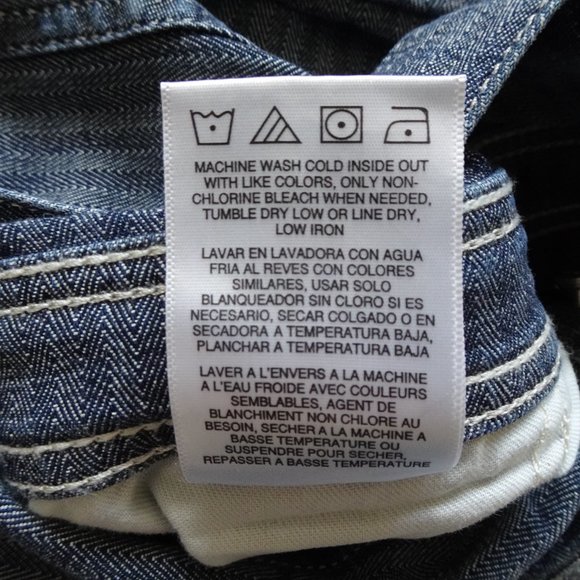 MACHINE WASH COLD INSIDE OUT
WITH LIKE COLORS, ONLY NON-
CHLORINE BLEACH WHEN NEEDED,
TUMBLE DRY LOW OR LINE DRY,
LOW IRON
LAVAR EN LAVADORA CON AGUA
FRIA AL REVES CON COLORES
SIMILARES, USAR SOLO
BLANQUEADOR SIN CLORO SI ES
NECESARIO, SECAR COLGADO O EN
SECADORA A TEMPERATURA BAJA,
PLANCHAR A TEMPERATURA BAJA
LAVER A L'ENVERS A LA MACHINE
A L'EAU FROIDE AVEC COULEURS
SEMBLABLES, AGENT DE
BLANCHIMENT NON CHLORE AU
BESOIN, SECHER A LA MACHINE A
BASSE TEMPERATURE OU
SUSPENDRE POUR SECHER,
REPASSER A BASSE TEMPERATURE